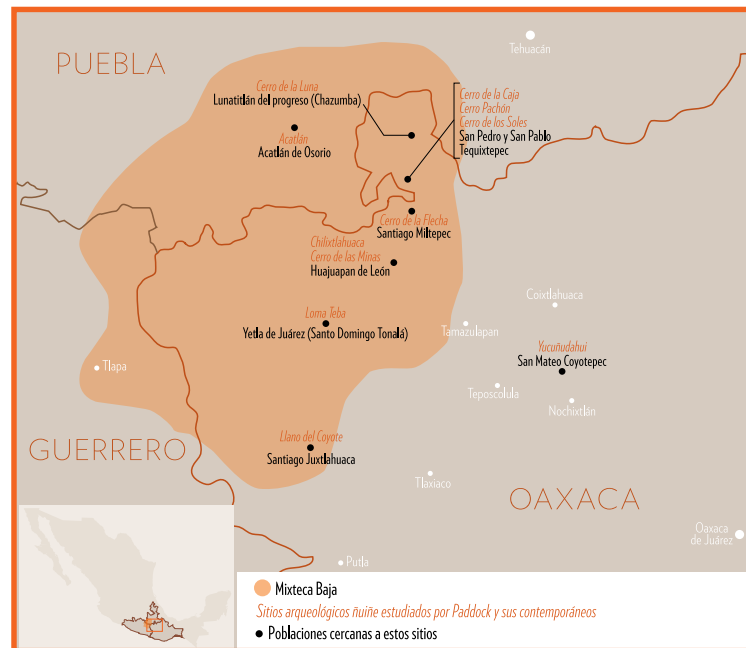 PUEBLA
Tehuacán
Cerro de la Luna
Lunatitlán del progreso (Chazumba)
Cerro de la Caja
Cerro Pachón
Cerro de los Soles
San Pedro y San Pablo
Tequixtepec
Acatlán
Acatlán de Osorio
Cerro de la Flecha
Santiago Miltepec
Chilixtlahuaca
Cerro de las Minas
Huajuapan de León
Coixtlahuaca
Loma Teba
Yetla de Juárez (Santo Domingo Tonalá)
Tamazulapan
Yucuñudahui
San Mateo Coyotepec
Tlapa
Teposcolula
Nochixtlán
GUERRERO
Llano del Coyote
Santiago Juxtlahuaca
Tlaxiaco
OAXACA
Oaxaca
de Juárez
Putla
Mixteca Baja
Sitios arqueológicos ñuiñe estudiados por Paddock y sus contemporáneos
Poblaciones cercanas a estos sitios